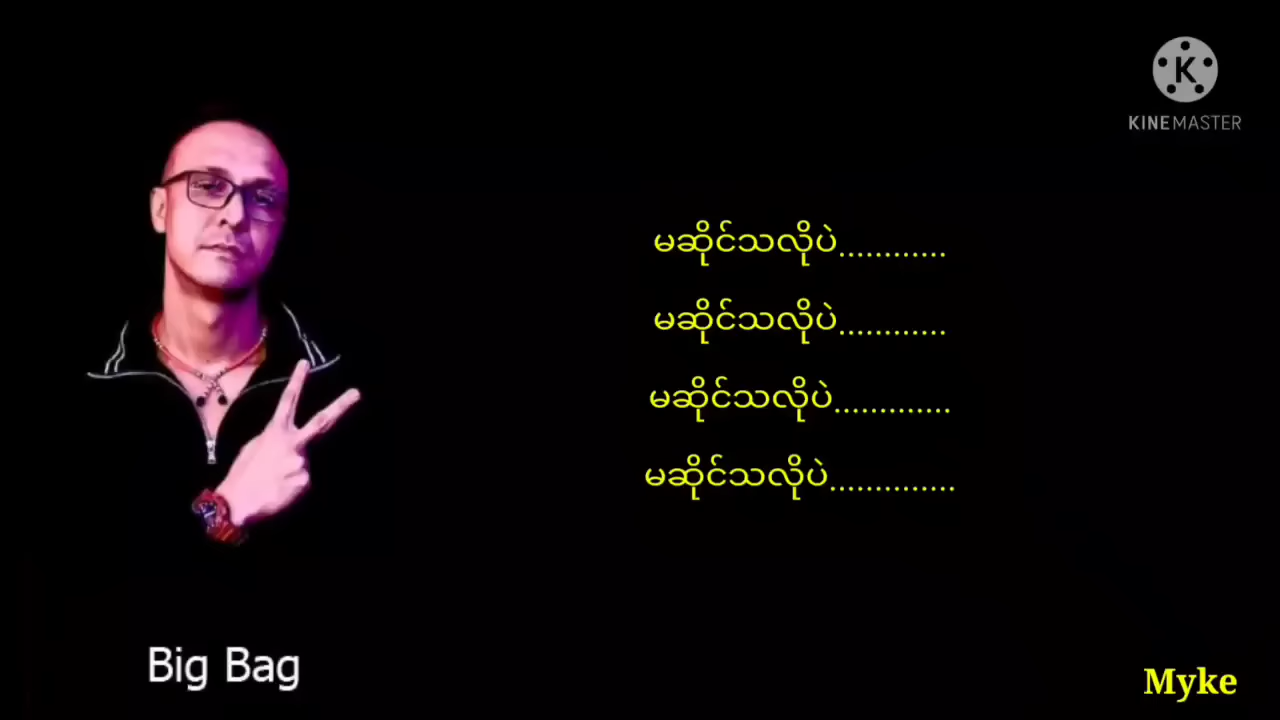 K
KINEMASTER
မဆိုင်သလိုပဲ............
မဆိုင်သလိုပဲ............
မဆိုင်သလိုပဲ.............
မဆိုင်သလိုပဲ..............
Big Bag
Myke